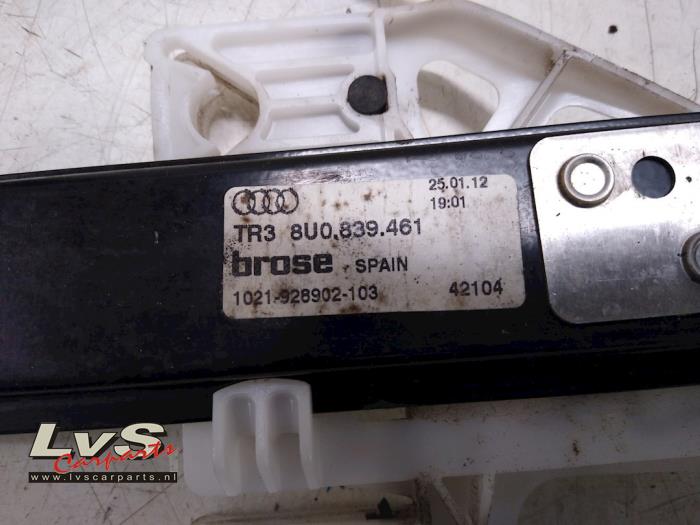 25.01.12
19:01
TR3 8U0.839.461
brose SPAIN
1021-928902-103 42104
LvS
Carparts
www.lvscarparts.nl